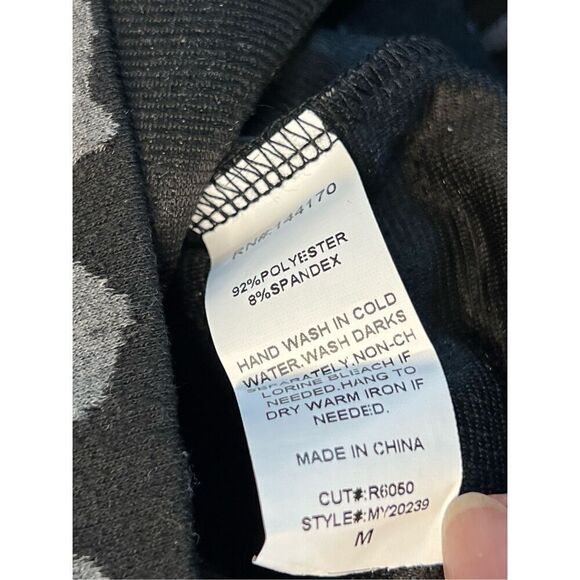 RN#:144170
92%POLYESTER
8%SPANDEX
HAND WASH IN COLD
WATER.WASH DARKS
SEPARATELY.NON-CH
LORINE BLEACH IF
NEEDED.HANG TO
DRY WARM IRON IF
NEEDED.
MADE IN CHINA
CUT#:R6050
STYLE#:MY20239
M